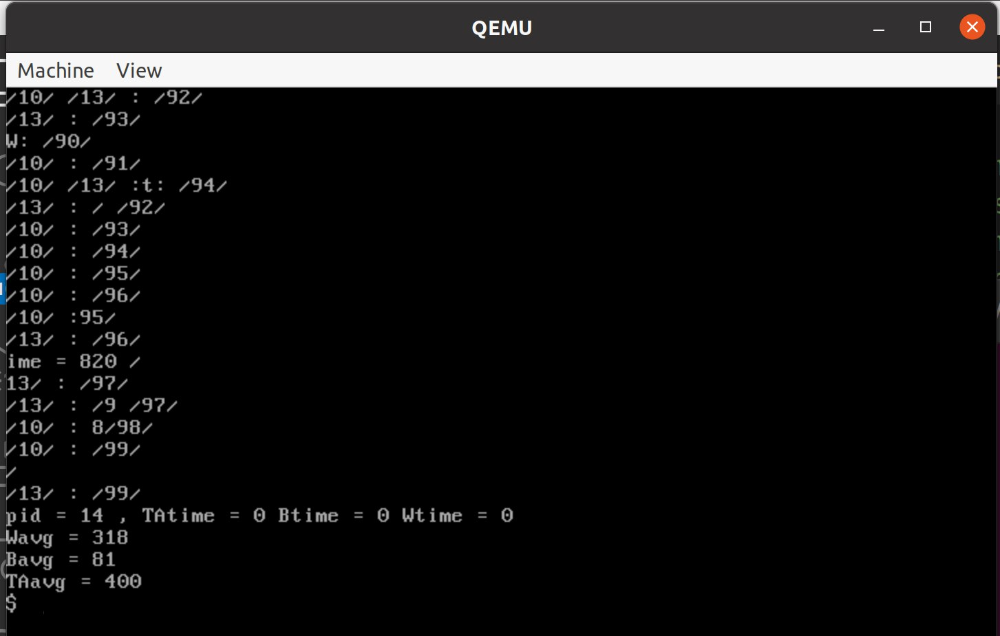 QEMU
Machine View
/10/ /13/ : /92/
/13/ : /93/
W: /90/
/10/ : /91/
/10/ /13/ :t: /94/
/13/ : / /92/
/10/ : /93/
/10/ : /94/
/10/ : /95/
/10/ : /96/
/10/ :95/
/13/ : /96/
ime = 820 /
13/ : /97/
/13/ : /9 /97/
/10/ : 8/98/
/10/ : /99/
/
/13/ : /99/
pid = 14 , TAtime = 0 Btime = 0 Wtime = 0
Wavg = 318
Bavg = 81
TAavg = 400
$